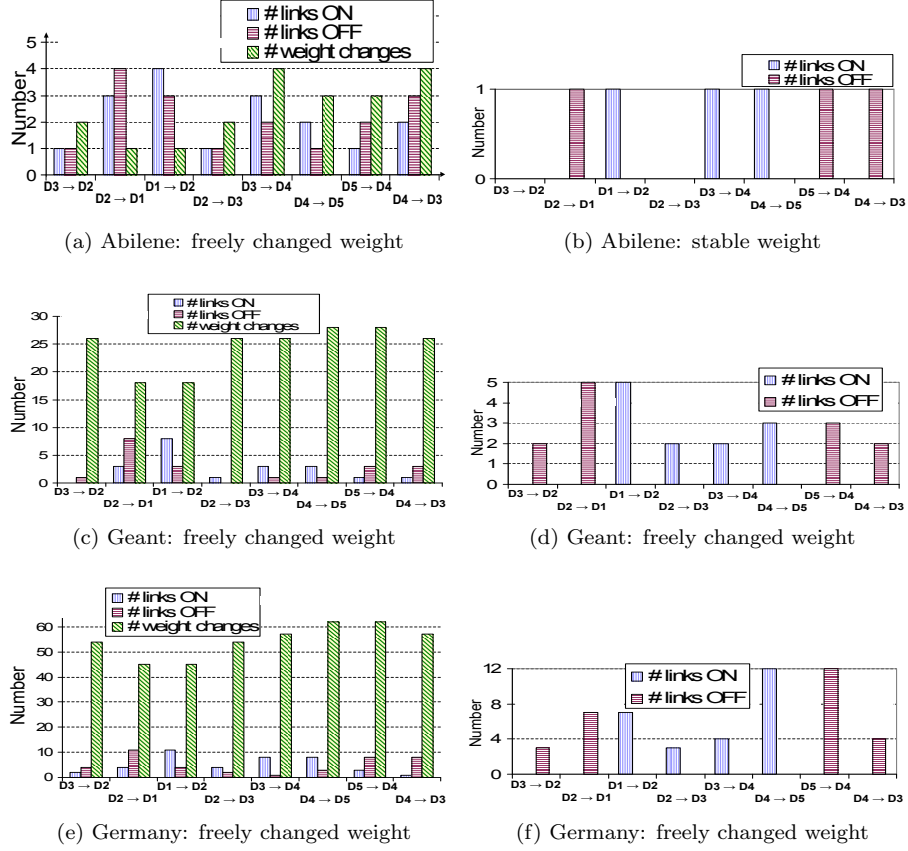 # links ON
# links OFF
# weight changes
Number
5
4
3
2
1
0
D3 → D2
D1 → D2
D3 → D4
D5 → D4
D2 → D1
D2 → D3
D4 → D5
D4 → D3
(a) Abilene: freely changed weight
# links ON
# links OFF
Number
1
0
D3 → D2
D1 → D2
D3 → D4
D5 → D4
D2 → D1
D2 → D3
D4 → D5
D4 → D3
(b) Abilene: stable weight
# links ON
# links OFF
# weight changes
Number
30
25
20
15
10
5
0
D3 → D2
D1 → D2
D3 → D4
D5 → D4
D2 → D1
D2 → D3
D4 → D5
D4 → D3
(c) Geant: freely changed weight
# links ON
# links OFF
Number
5
4
3
2
1
0
D3 → D2
D1 → D2
D3 → D4
D5 → D4
D2 → D1
D2 → D3
D4 → D5
D4 → D3
(d) Geant: freely changed weight
# links ON
# links OFF
# weight changes
Number
60
50
40
30
20
10
0
D3 → D2
D1 → D2
D3 → D4
D5 → D4
D2 → D1
D2 → D3
D4 → D5
D4 → D3
(e) Germany: freely changed weight
# links ON
# links OFF
Number
12
8
4
0
D3 → D2
D1 → D2
D3 → D4
D5 → D4
D2 → D1
D2 → D3
D4 → D5
D4 → D3
(f) Germany: freely changed weight